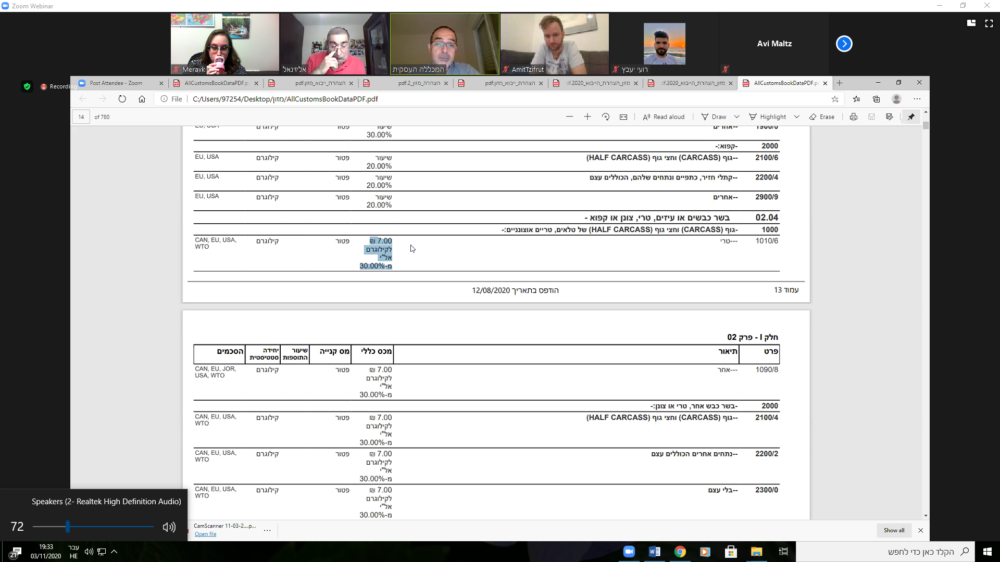 Zoom Webinar
Meravk
אליזינאל
המכללה העסקית
AmitTzifrut
רועי יעבץ
Avi Maltz
Recording
Post Attendee - Zoom
AllCustomsBookDataPDF.p
הצהרת_ייבוא_מזון.pdf
הצהרה_מזון_2.pdf
הצהרת_ייבוא_מזון.pdf
מזון_הצהרת_הייבוא_2020.df
מזון_הצהרת_הייבוא_2020.df
AllCustomsBookDataPDF.p
File
C:/Users/97254/Desktop/מזון/AllCustomsBookDataPDF.pdf
14 of 780
Read aloud
Draw
Highlight
Erase
1900/0 --אחרים שיעור פטור קילוגרם EU, USA
30.00%
2000 -קפוא:-
2100/6 --גוף (CARCASS) וחצי גוף (HALF CARCASS) שיעור פטור קילוגרם EU, USA
20.00%
2200/4 --קתלי חזיר, כתפיים ונתחים שלהם, הכוללים עצם שיעור פטור קילוגרם EU, USA
20.00%
2900/9 --אחרים שיעור פטור קילוגרם EU, USA
20.00%
02.04 בשר כבשים או עיזים, טרי, צונן או קפוא -
1000 -גוף (CARCASS) וחצי גוף (HALF CARCASS) של טלאים, טריים אוצוננייים:-
1010/6 ---טרי 7.00 ₪ פטור קילוגרם CAN, EU, USA,
לקילוגרם WTO
אל"י
מ-30.00%
עמוד 13 הודפס בתאריך 12/08/2020
חלק I - פרק 02
פרט תיאור מכס כללי מס קנייה שיעור התוספות יחידה סטטיסטית הסכמים
1090/8 ---אחר 7.00 ₪ פטור קילוגרם CAN, EU, JOR,
לקילוגרם USA, WTO
אל"י
מ-30.00%
2000 -בשר כבש אחר, טרי או צונן:-
2100/4 --גוף (CARCASS) וחצי גוף (HALF CARCASS) 7.00 ₪ פטור קילוגרם CAN, EU, USA,
לקילוגרם WTO
אל"י
מ-30.00%
2200/2 --נתחים אחרים הכוללים עצם 7.00 ₪ פטור קילוגרם CAN, EU, USA,
לקילוגרם WTO
אל"י
מ-30.00%
2300/0 --בלי עצם 7.00 ₪ פטור קילוגרם CAN, EU, USA,
לקילוגרם WTO
אל"י
מ-30.00%
Speakers (2- Realtek High Definition Audio)
72
CamScanner 11-03-2....p...
Open file
Show all
21
19:33
03/11/2020
עבר
HE
הקלד כאן כדי לחפש